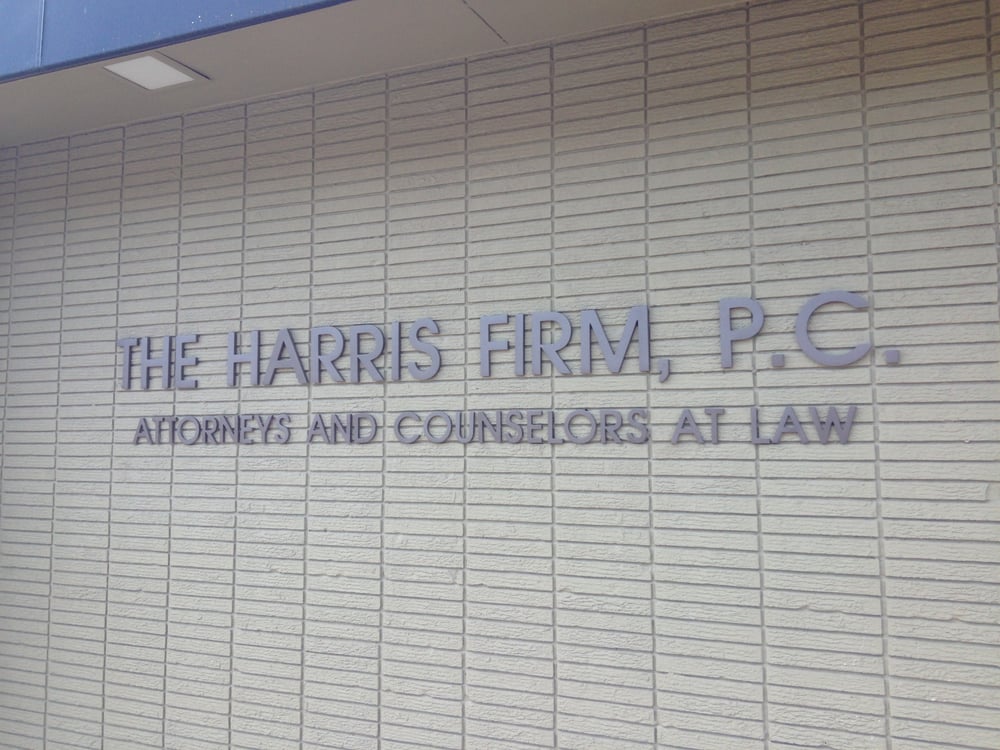 THE HARRIS FIRM, P.C.
ATTORNEYS AND COUNSELORS AT LAW